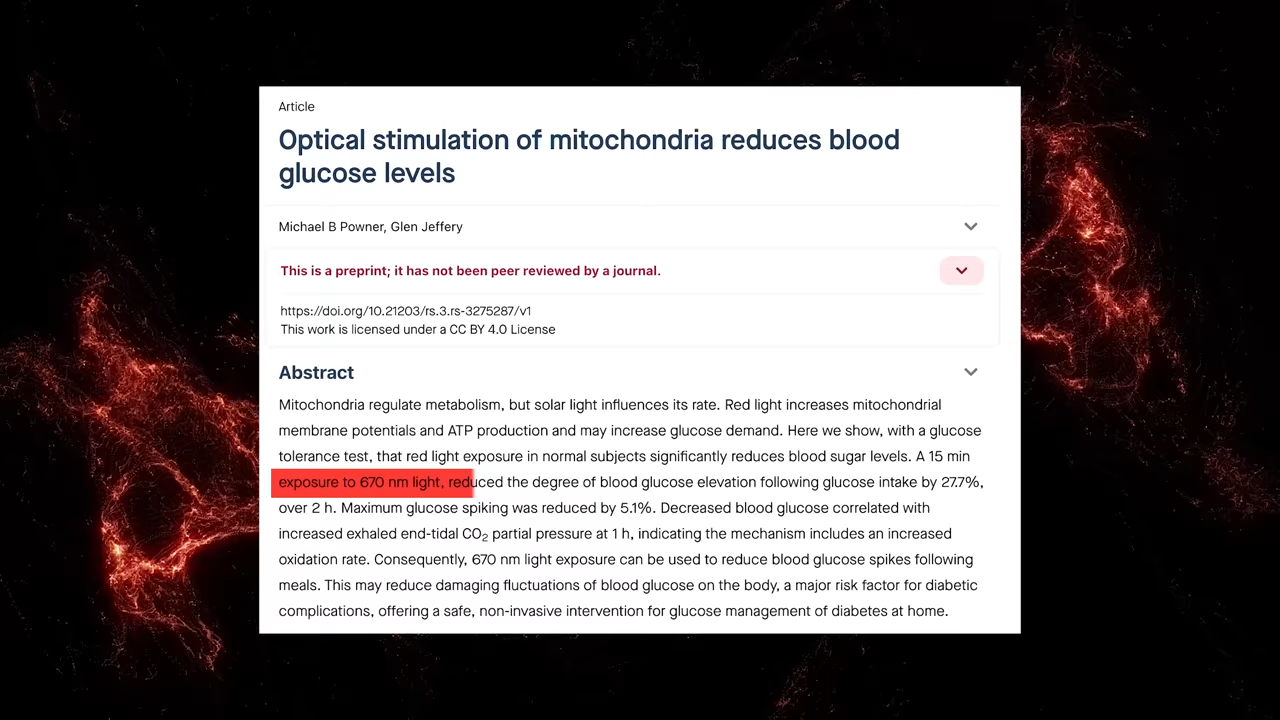 Article
Optical stimulation of mitochondria reduces blood
glucose levels
Michael B Powner, Glen Jeffery
This is a preprint; it has not been peer reviewed by a journal.
https://doi.org/10.21203/rs.3.rs-3275287/v1
This work is licensed under a CC BY 4.0 License
Abstract
Mitochondria regulate metabolism, but solar light influences its rate. Red light increases mitochondrial
membrane potentials and ATP production and may increase glucose demand. Here we show, with a glucose
tolerance test, that red light exposure in normal subjects significantly reduces blood sugar levels. A 15 min
exposure to 670 nm light, reduced the degree of blood glucose elevation following glucose intake by 27.7%,
over 2 h. Maximum glucose spiking was reduced by 5.1%. Decreased blood glucose correlated with
increased exhaled end-tidal CO₂ partial pressure at 1 h, indicating the mechanism includes an increased
oxidation rate. Consequently, 670 nm light exposure can be used to reduce blood glucose spikes following
meals. This may reduce damaging fluctuations of blood glucose on the body, a major risk factor for diabetic
complications, offering a safe, non-invasive intervention for glucose management of diabetes at home.